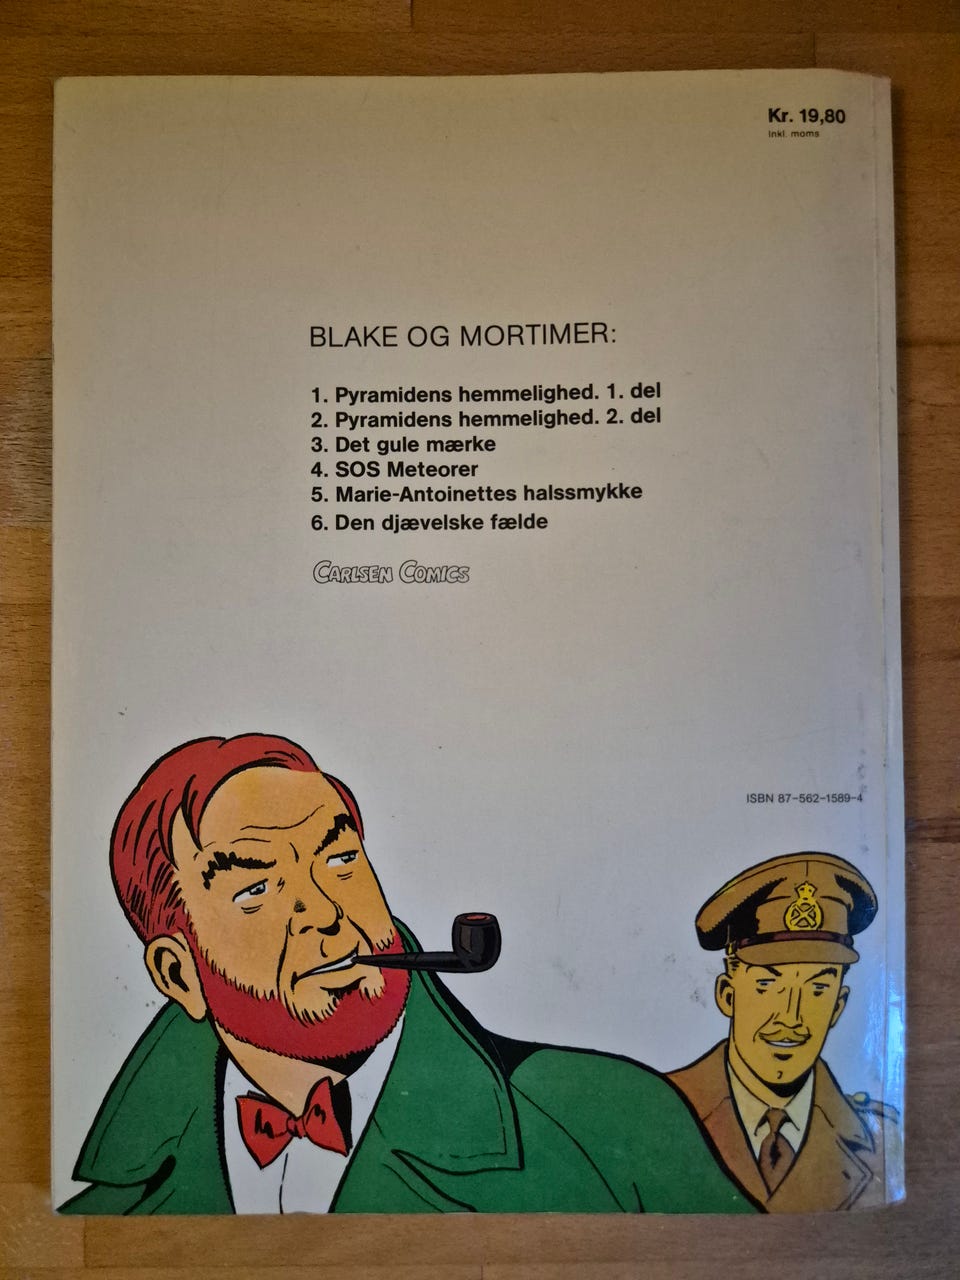 Kr. 19,80
Inkl. moms
BLAKE OG MORTIMER:
1. Pyramidens hemmelighed. 1. del
2. Pyramidens hemmelighed. 2. del
3. Det gule mærke
4. SOS Meteorer
5. Marie-Antoinettes halssmykke
6. Den djævelske fælde
CARLSEN COMICS
ISBN 87-562-1589-4